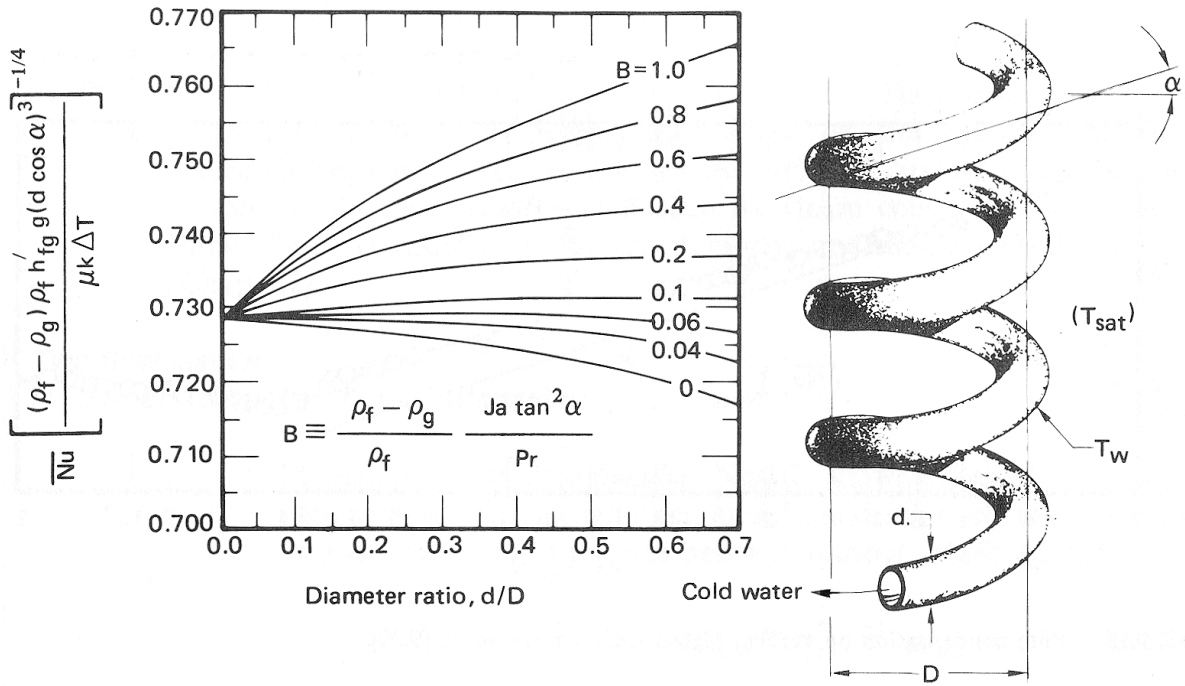 Nu [ (ρf − ρg) ρf h′fg g(d cos α)³ / μk ΔT ]^−1/4
0.770
0.760
0.750
0.740
0.730
0.720
0.710
0.700
B=1.0
0.8
0.6
0.4
0.2
0.1
0.06
0.04
0
B ≡ (ρf − ρg) / ρf  Ja tan²α / Pr
0.0 0.1 0.2 0.3 0.4 0.5 0.6 0.7
Diameter ratio, d/D
α
(Tsat)
Tw
d
Cold water
D